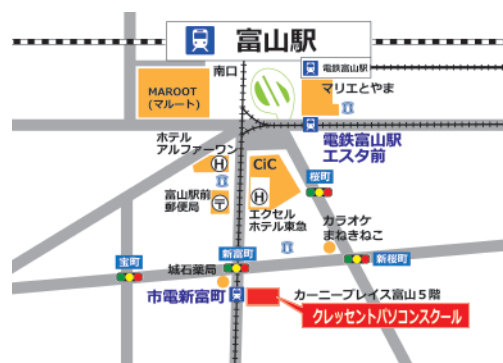 富山駅
南口
電鉄富山駅
MAROOT
(マルート)
マリエとやま
ホテル
アルファーワン
電鉄富山駅
エスタ前
CiC
H
H
桜町
富山駅前
郵便局
〒
エクセル
ホテル東急
カラオケ
まねきねこ
宝町
新富町
新桜町
城石薬局
市電新富町
カーニープレイス富山5階
クレッセントパソコンスクール